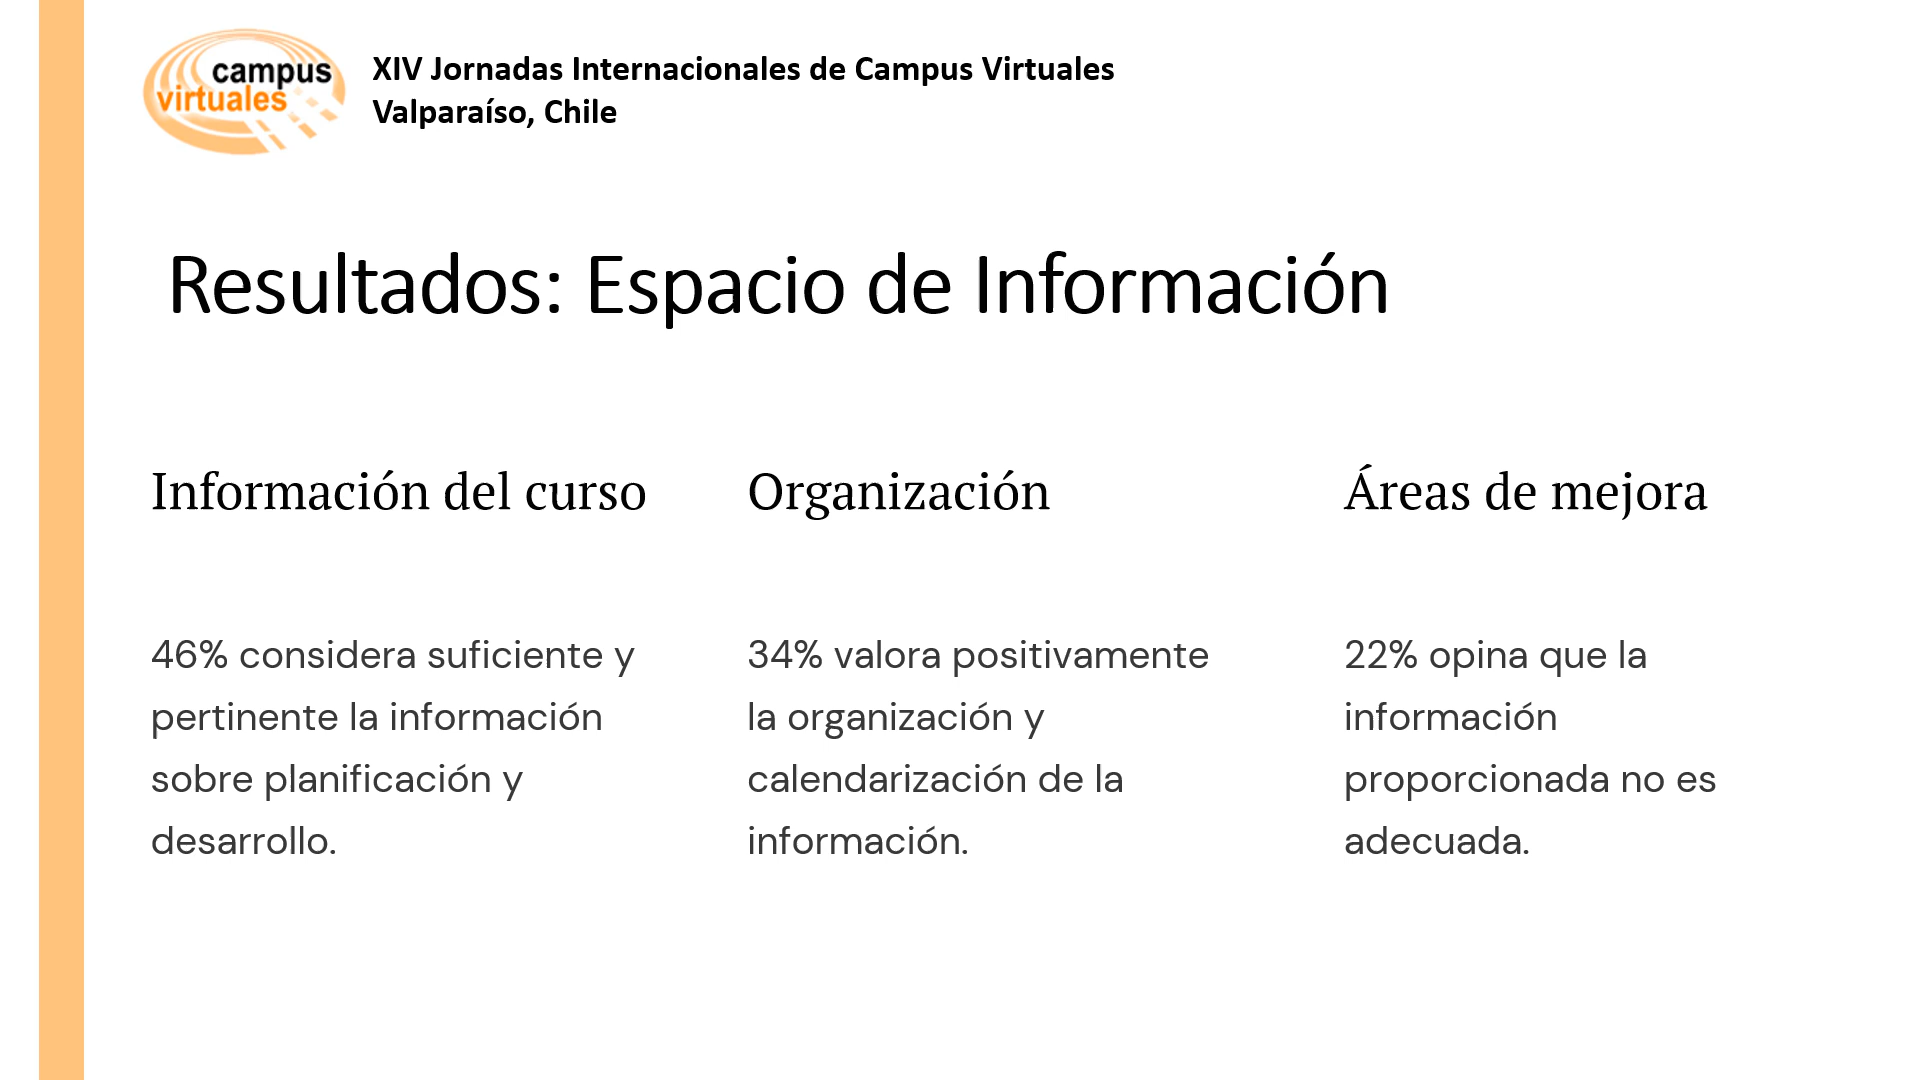 campus
virtuales
XIV Jornadas Internacionales de Campus Virtuales
Valparaíso, Chile
Resultados: Espacio de Información
Información del curso
46% considera suficiente y
pertinente la información
sobre planificación y
desarrollo.
Organización
34% valora positivamente
la organización y
calendarización de la
información.
Áreas de mejora
22% opina que la
información
proporcionada no es
adecuada.